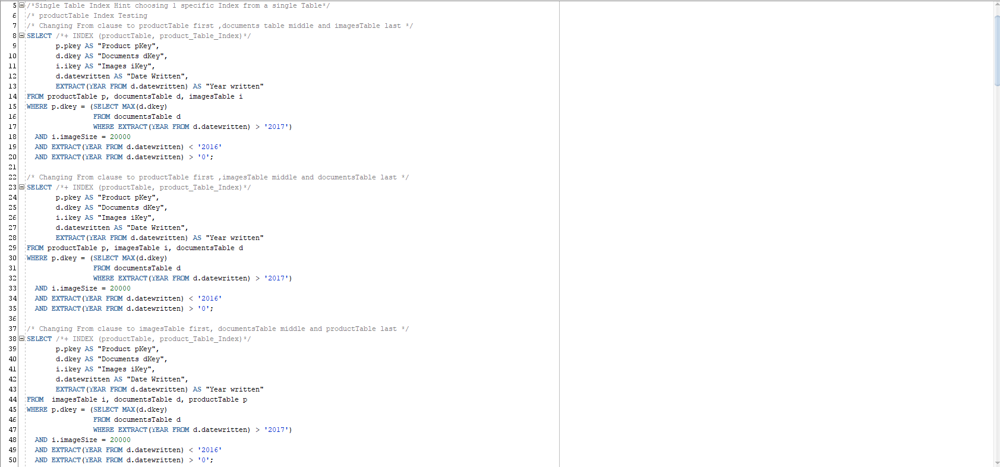 5 /*Single Table Index Hint choosing 1 specific Index from a single Table*/
6 /* productTable Index Testing
7 /* Changing From clause to productTable first ,documents table middle and imagesTable last */
8 SELECT /*+ INDEX (productTable, product_Table_Index)*/
9 p.pkey AS "Product pKey",
10 d.dkey AS "Documents dKey",
11 i.ikey AS "Images iKey",
12 d.datewritten AS "Date Written",
13 EXTRACT(YEAR FROM d.datewritten) AS "Year written"
14 FROM productTable p, documentsTable d, imagesTable i
15 WHERE p.dkey = (SELECT MAX(d.dkey)
16 FROM documentsTable d
17 WHERE EXTRACT(YEAR FROM d.datewritten) > '2017')
18 AND i.imageSize = 20000
19 AND EXTRACT(YEAR FROM d.datewritten) < '2016'
20 AND EXTRACT(YEAR FROM d.datewritten) > '0';
21
22 /* Changing From clause to productTable first ,imagesTable middle and documentsTable last */
23 SELECT /*+ INDEX (productTable, product_Table_Index)*/
24 p.pkey AS "Product pKey",
25 d.dkey AS "Documents dKey",
26 i.ikey AS "Images iKey",
27 d.datewritten AS "Date Written",
28 EXTRACT(YEAR FROM d.datewritten) AS "Year written"
29 FROM productTable p, imagesTable i, documentsTable d
30 WHERE p.dkey = (SELECT MAX(d.dkey)
31 FROM documentsTable d
32 WHERE EXTRACT(YEAR FROM d.datewritten) > '2017')
33 AND i.imageSize = 20000
34 AND EXTRACT(YEAR FROM d.datewritten) < '2016'
35 AND EXTRACT(YEAR FROM d.datewritten) > '0';
36
37 /* Changing From clause to imagesTable first, documentsTable middle and productTable last */
38 SELECT /*+ INDEX (productTable, product_Table_Index)*/
39 p.pkey AS "Product pKey",
40 d.dkey AS "Documents dKey",
41 i.ikey AS "Images iKey",
42 d.datewritten AS "Date Written",
43 EXTRACT(YEAR FROM d.datewritten) AS "Year written"
44 FROM  imagesTable i, documentsTable d, productTable p
45 WHERE p.dkey = (SELECT MAX(d.dkey)
46 FROM documentsTable d
47 WHERE EXTRACT(YEAR FROM d.datewritten) > '2017')
48 AND i.imageSize = 20000
49 AND EXTRACT(YEAR FROM d.datewritten) < '2016'
50 AND EXTRACT(YEAR FROM d.datewritten) > '0';